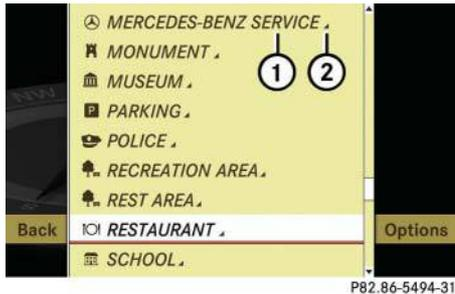 MERCEDES-BENZ SERVICE
1 2
MONUMENT
MUSEUM
P PARKING
POLICE
RECREATION AREA
REST AREA
Back RESTAURANT Options
SCHOOL
P82.86-5494-31
NW